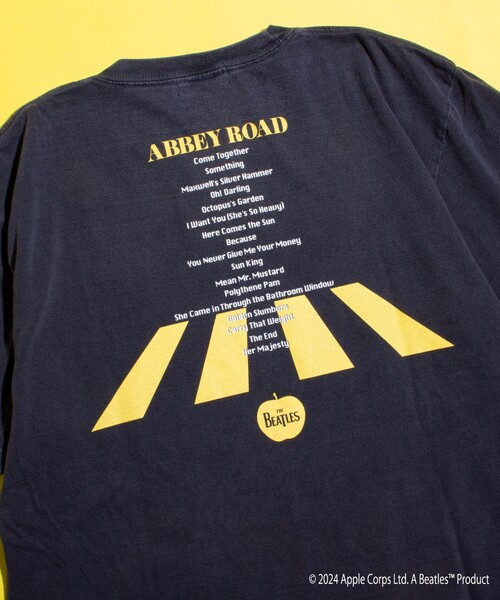 ABBEY ROAD
Come Together
Something
Maxwell's Silver Hammer
Oh! Darling
Octopus's Garden
I Want You (She's So Heavy)
Here Comes the Sun
Because
You Never Give Me Your Money
Sun King
Mean Mr. Mustard
Polythene Pam
She Came in Through the Bathroom Window
Golden Slumbers
Carry That Weight
The End
Her Majesty
THE
BEATLES
© 2024 Apple Corps Ltd. A Beatles™ Product